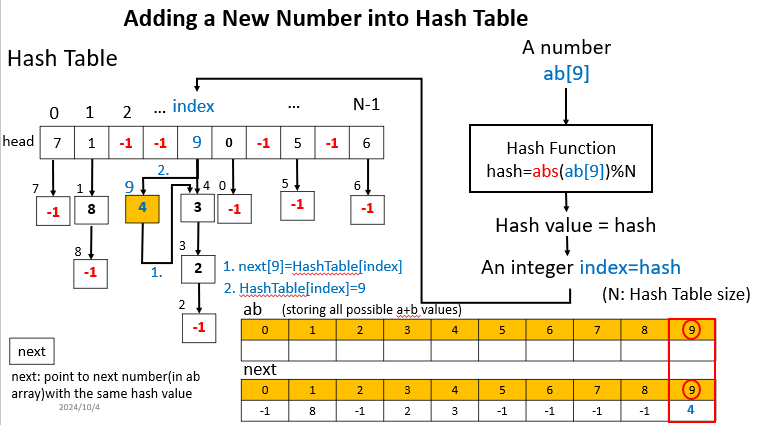 Adding a New Number into Hash Table
A number
ab[9]
Hash Table
0 1 2 ... index ... N-1
head 7 1 -1 -1 9 0 -1 5 -1 6
2.
7 1 9 4 0 5 6
-1 8 4 3 -1 -1 -1
8 3
-1 2
1.
2
-1
Hash Function
hash=abs(ab[9])%N
Hash value = hash
An integer index=hash
(N: Hash Table size)
1. next[9]=HashTable[index]
2. HashTable[index]=9
ab (storing all possible a+b values)
0 1 2 3 4 5 6 7 8 9
next
0 1 2 3 4 5 6 7 8 9
-1 8 -1 2 3 -1 -1 -1 -1 4
next
next: point to next number(in ab
array)with the same hash value
2024/10/4